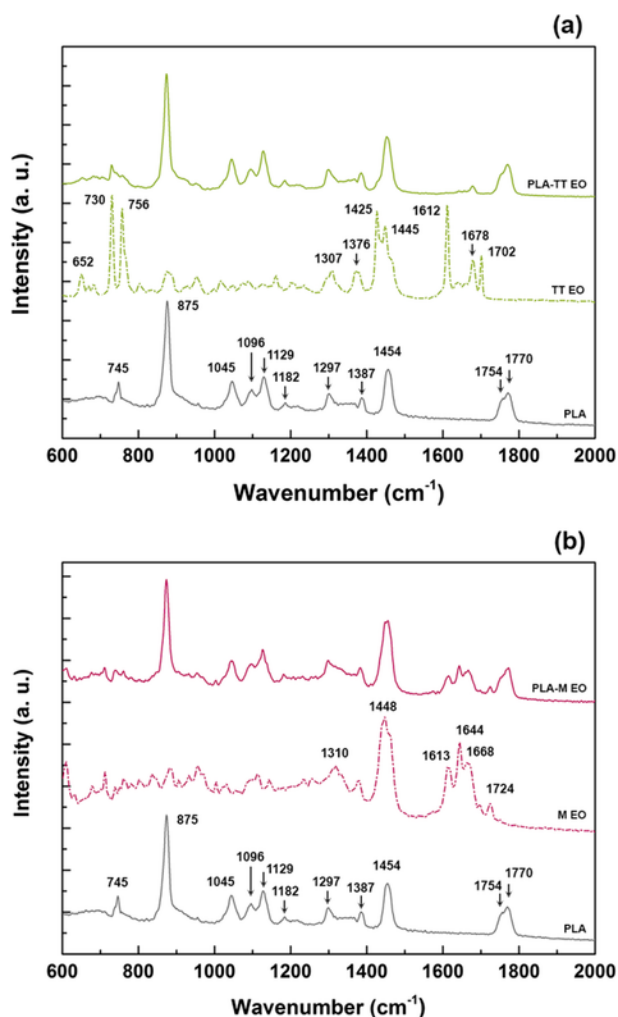 (a)
Intensity (a. u.)
PLA-TT EO
730
756
652
1307
1376
1425
1445
1612
1678
1702
TT EO
875
745
1045
1096
1129
1182
1297
1387
1454
1754
1770
PLA
600 800 1000 1200 1400 1600 1800 2000
Wavenumber (cm-1)
(b)
Intensity (a. u.)
PLA-M EO
1310
1448
1613
1644
1668
1724
M EO
875
745
1045
1096
1129
1182
1297
1387
1454
1754
1770
PLA
600 800 1000 1200 1400 1600 1800 2000
Wavenumber (cm-1)